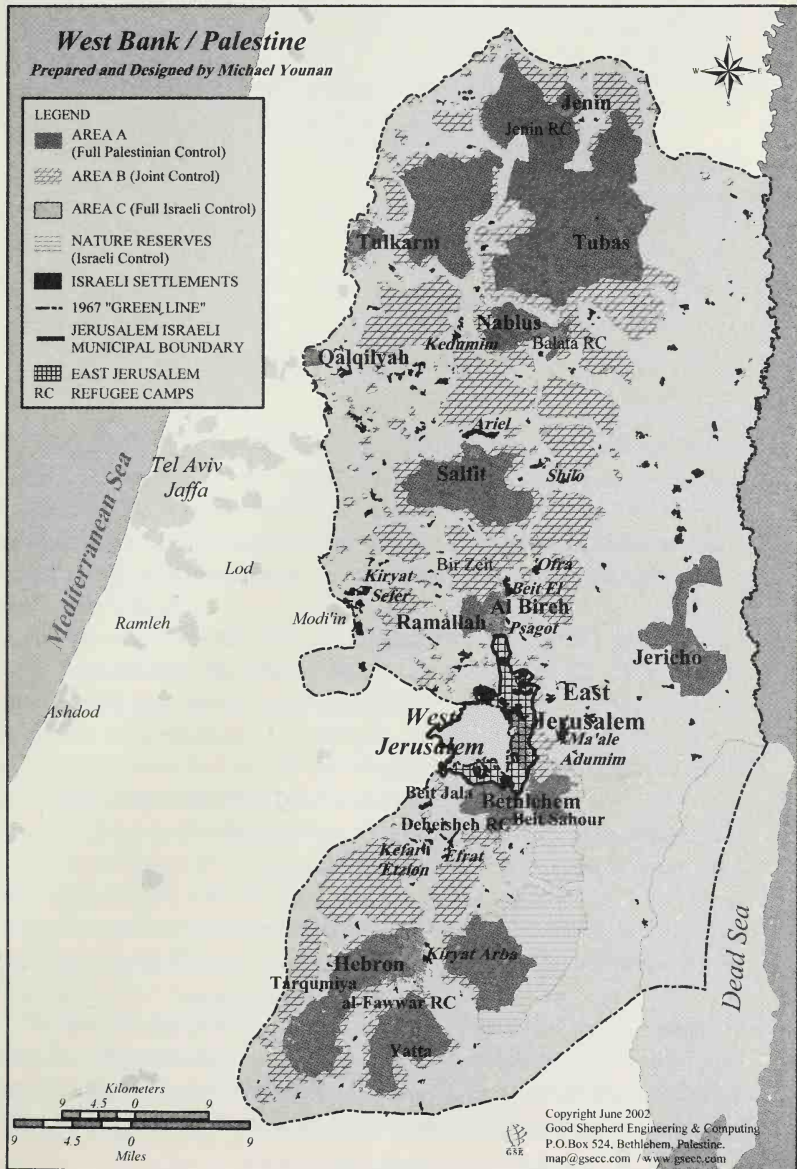 West Bank / Palestine
Prepared and Designed by Michael Younan
N
W
E
S
LEGEND
AREA A
(Full Palestinian Control)
AREA B (Joint Control)
AREA C (Full Israeli Control)
NATURE RESERVES
(Israeli Control)
ISRAELI SETTLEMENTS
1967 "GREEN LINE"
JERUSALEM ISRAELI
MUNICIPAL BOUNDARY
EAST JERUSALEM
RC REFUGEE CAMPS
Jenin
Jenin RC
Tulkarm
Tubas
Nablus
Kedumim
Balata RC
Qalqilyah
Ariel
Tel Aviv
Jaffa
Salfit
Shilo
Mediterranean Sea
Lod
Bir Zeit
Ofra
Kiryat
Sefer
Beit El
Al Bireh
Ramleh
Modi'in
Ramallah
Psagot
Jericho
Ashdod
East
Jerusalem
West
Jerusalem
Ma'ale
Adumim
Beit Jala
Bethlehem
Deheisheh RC
Beit Sahour
Kefar
'Etzion
Efrat
Dead Sea
Kiryat Arba
Hebron
Tarqumiya
al-Fawwar RC
Yatta
Kilometers
9 4.5 0 9
9 4.5 0 9
Miles
GSE
Copyright June 2002
Good Shepherd Engineering & Computing
P.O.Box 524, Bethlehem, Palestine.
map@gsecc.com / www.gsecc.com